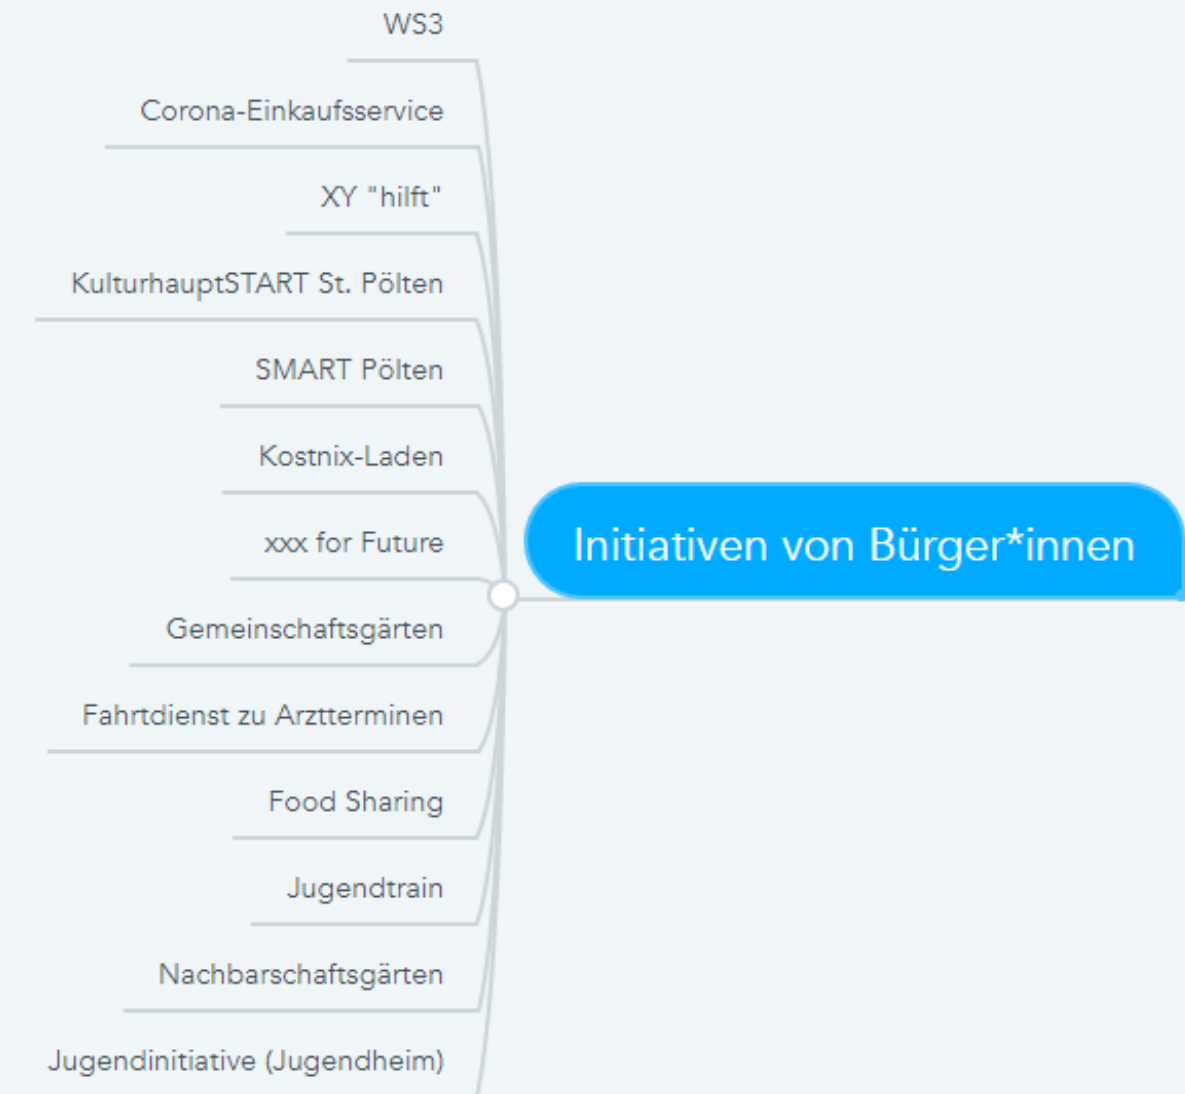 WS3
Corona-Einkaufsservice
XY "hilft"
KulturhauptSTART St. Pölten
SMART Pölten
Kostnix-Laden
xxx for Future
Initiativen von Bürger*innen
Gemeinschaftsgärten
Fahrtdienst zu Arztterminen
Food Sharing
Jugendtrain
Nachbarschaftsgärten
Jugendinitiative (Jugendheim)